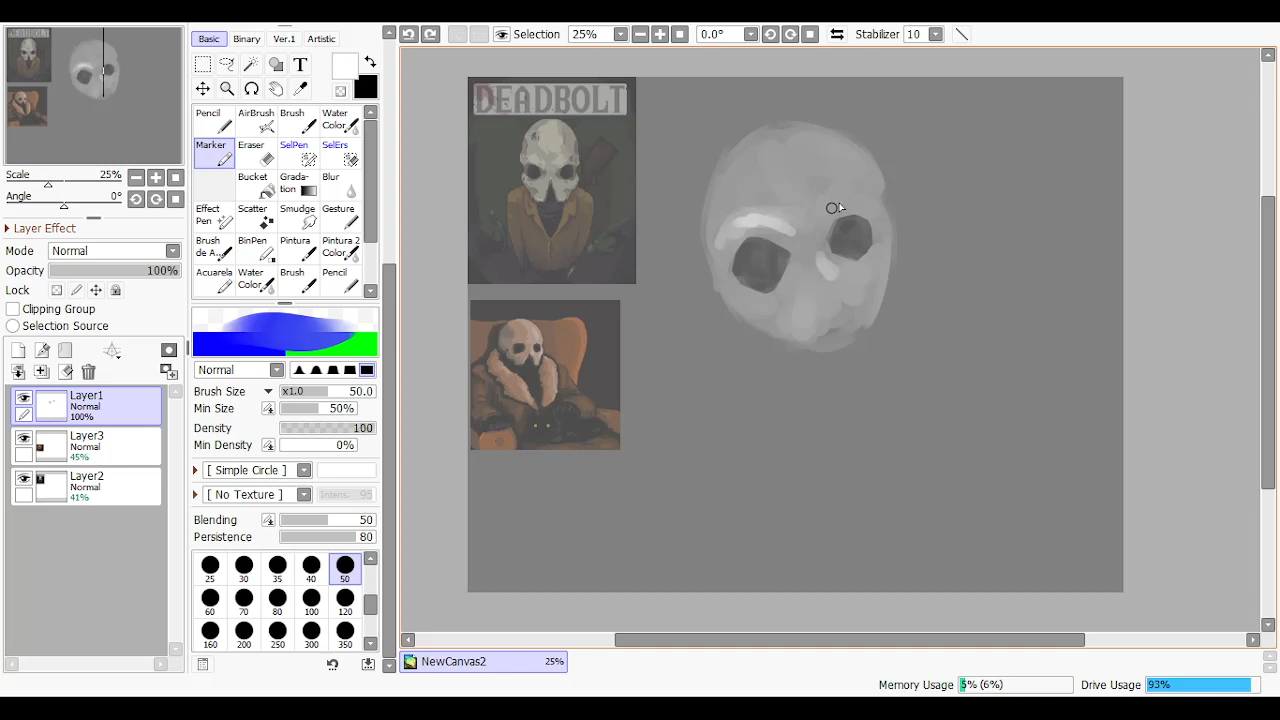 Basic Binary Ver.1 Artistic
Selection 25% 0.0° Stabilizer 10
T
DEADBOLT
Pencil AirBrush Brush Water Color
Marker Eraser SelPen SelErs
Bucket Gradation Blur
Effect Pen Scatter Smudge Gesture
Brush de A... BinPen Pintura Pintura 2 Color
Acuarela Water Color Brush Pencil
Scale 25%
Angle 0°
Layer Effect
Mode Normal
Opacity 100%
Lock
Clipping Group
Selection Source
Layer1
Normal
100%
Layer3
Normal
45%
Layer2
Normal
41%
Normal
Brush Size x1.0 50.0
Min Size 50%
Density 100
Min Density 0%
[ Simple Circle ]
[ No Texture ] Intens. 95
Blending 50
Persistence 80
25 30 35 40 50
60 70 80 100 120
160 200 250 300 350
NewCanvas2 25%
Memory Usage 5% (6%) Drive Usage 93%